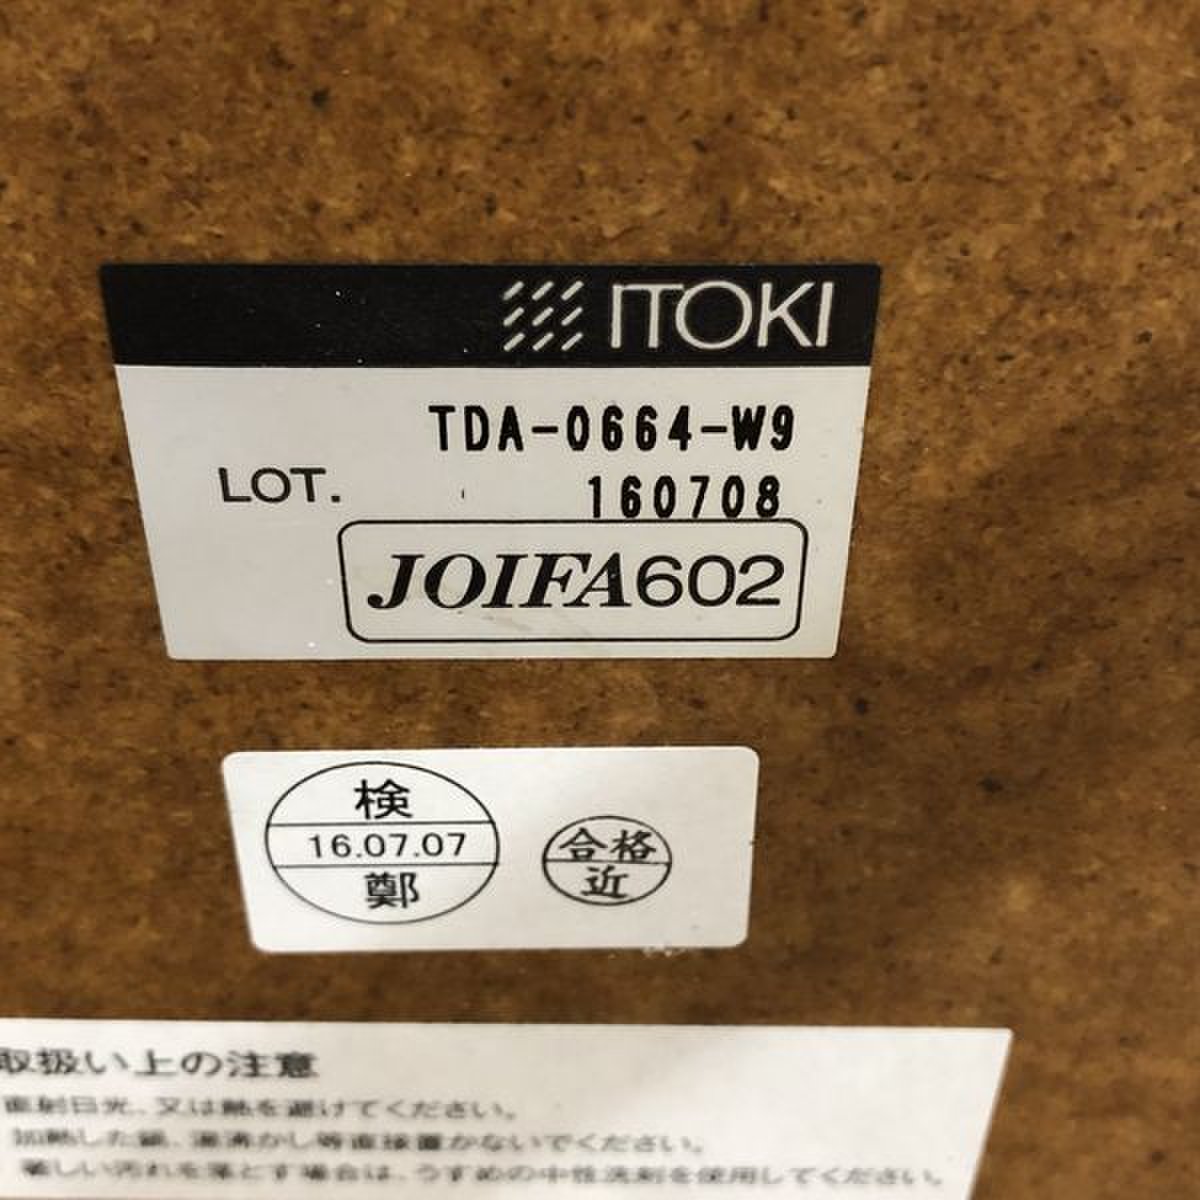 ITOKI
TDA-0664-W9
LOT. 160708
JOIFA602
検
16.07.07
鄭
合格
近
取扱い上の注意
直射日光、又は熱を避けてください。
加熱した鍋、湯沸かし等直接置かないでください。
著しい汚れを落とす場合は、うすめの中性洗剤を使用してください。